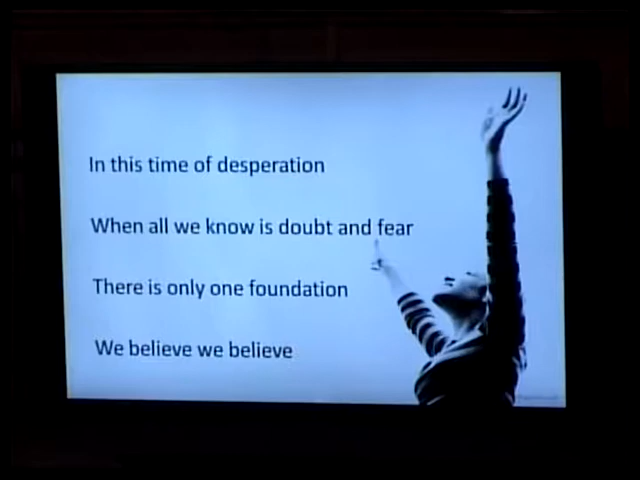 In this time of desperation
When all we know is doubt and fear
There is only one foundation
We believe we believe